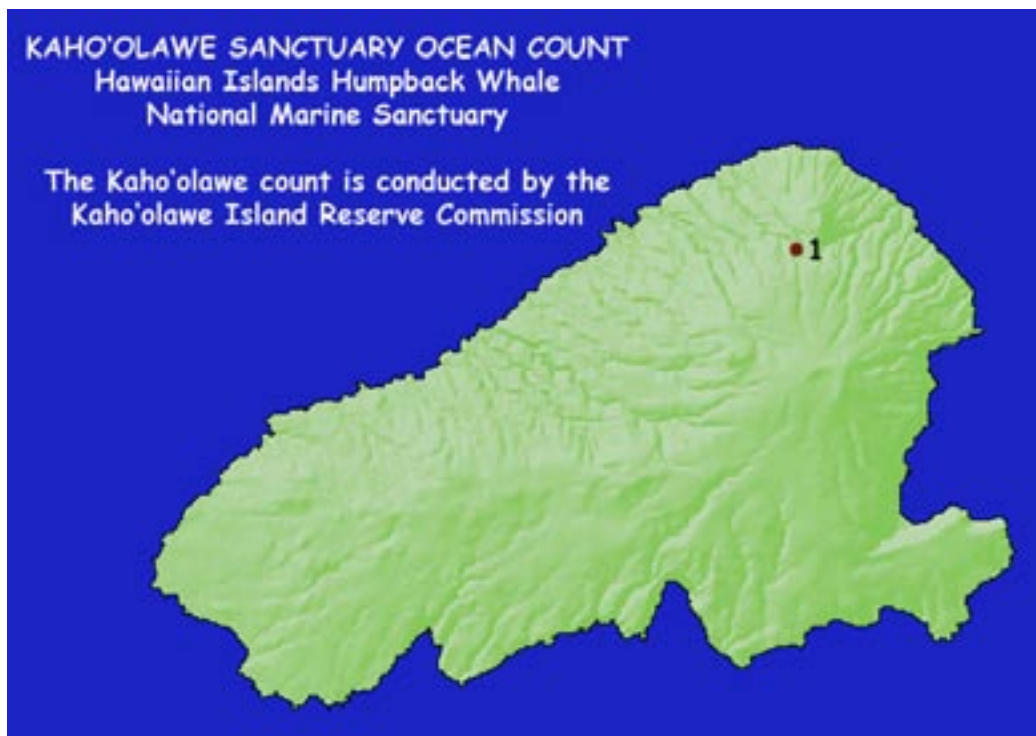 KAHO'OLAWE SANCTUARY OCEAN COUNT
Hawaiian Islands Humpback Whale
National Marine Sanctuary
The Kaho'olawe count is conducted by the
Kaho'olawe Island Reserve Commission
1